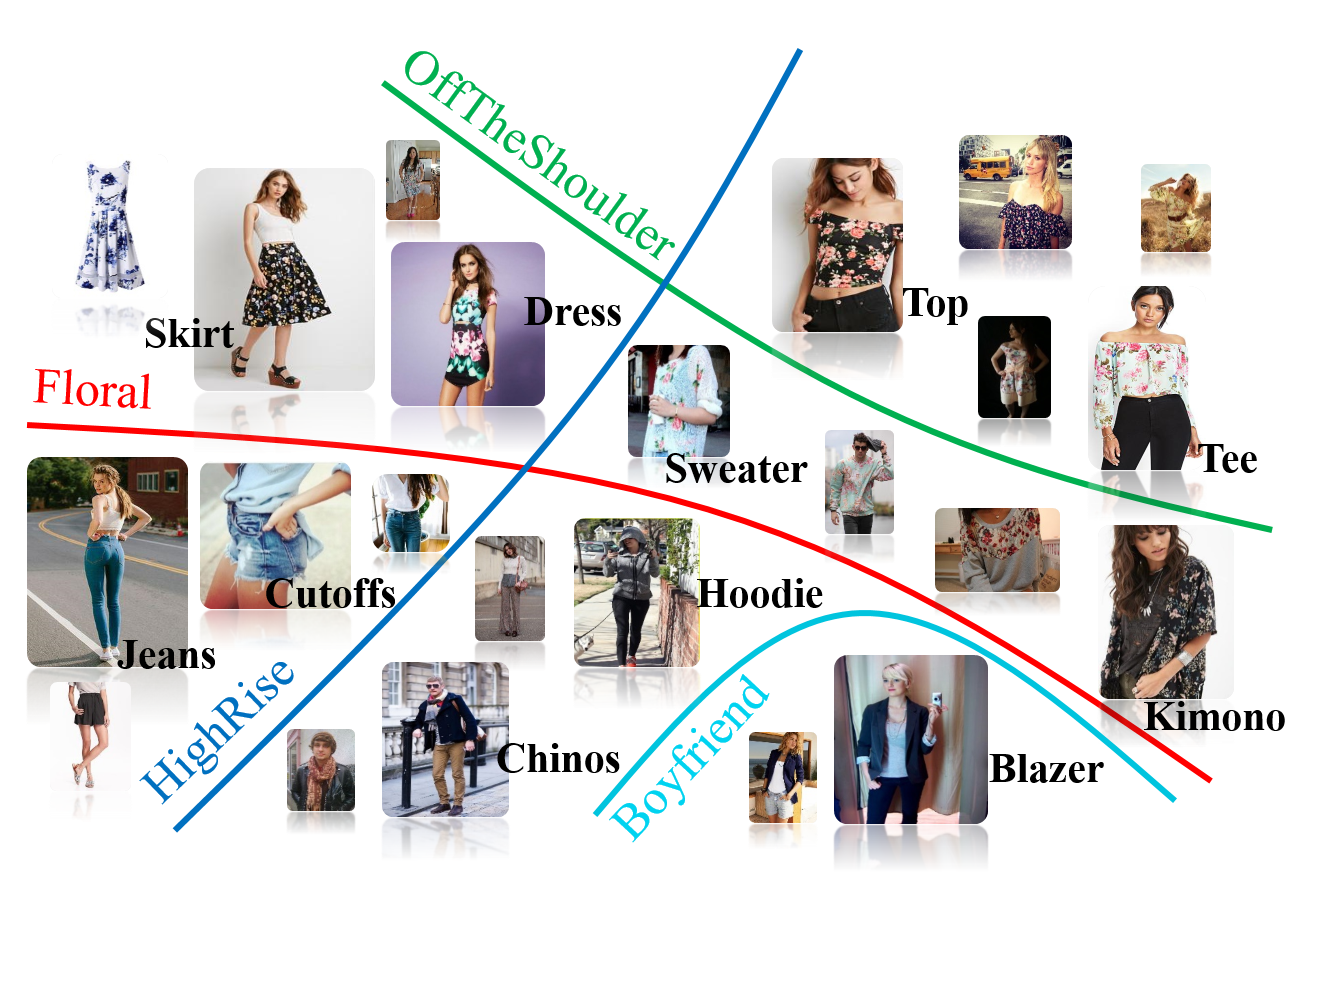 OffTheShoulder
Top
Dress
Skirt
Floral
Tee
Sweater
Cutoffs
Hoodie
Jeans
HighRise
Kimono
Boyfriend
Chinos
Blazer